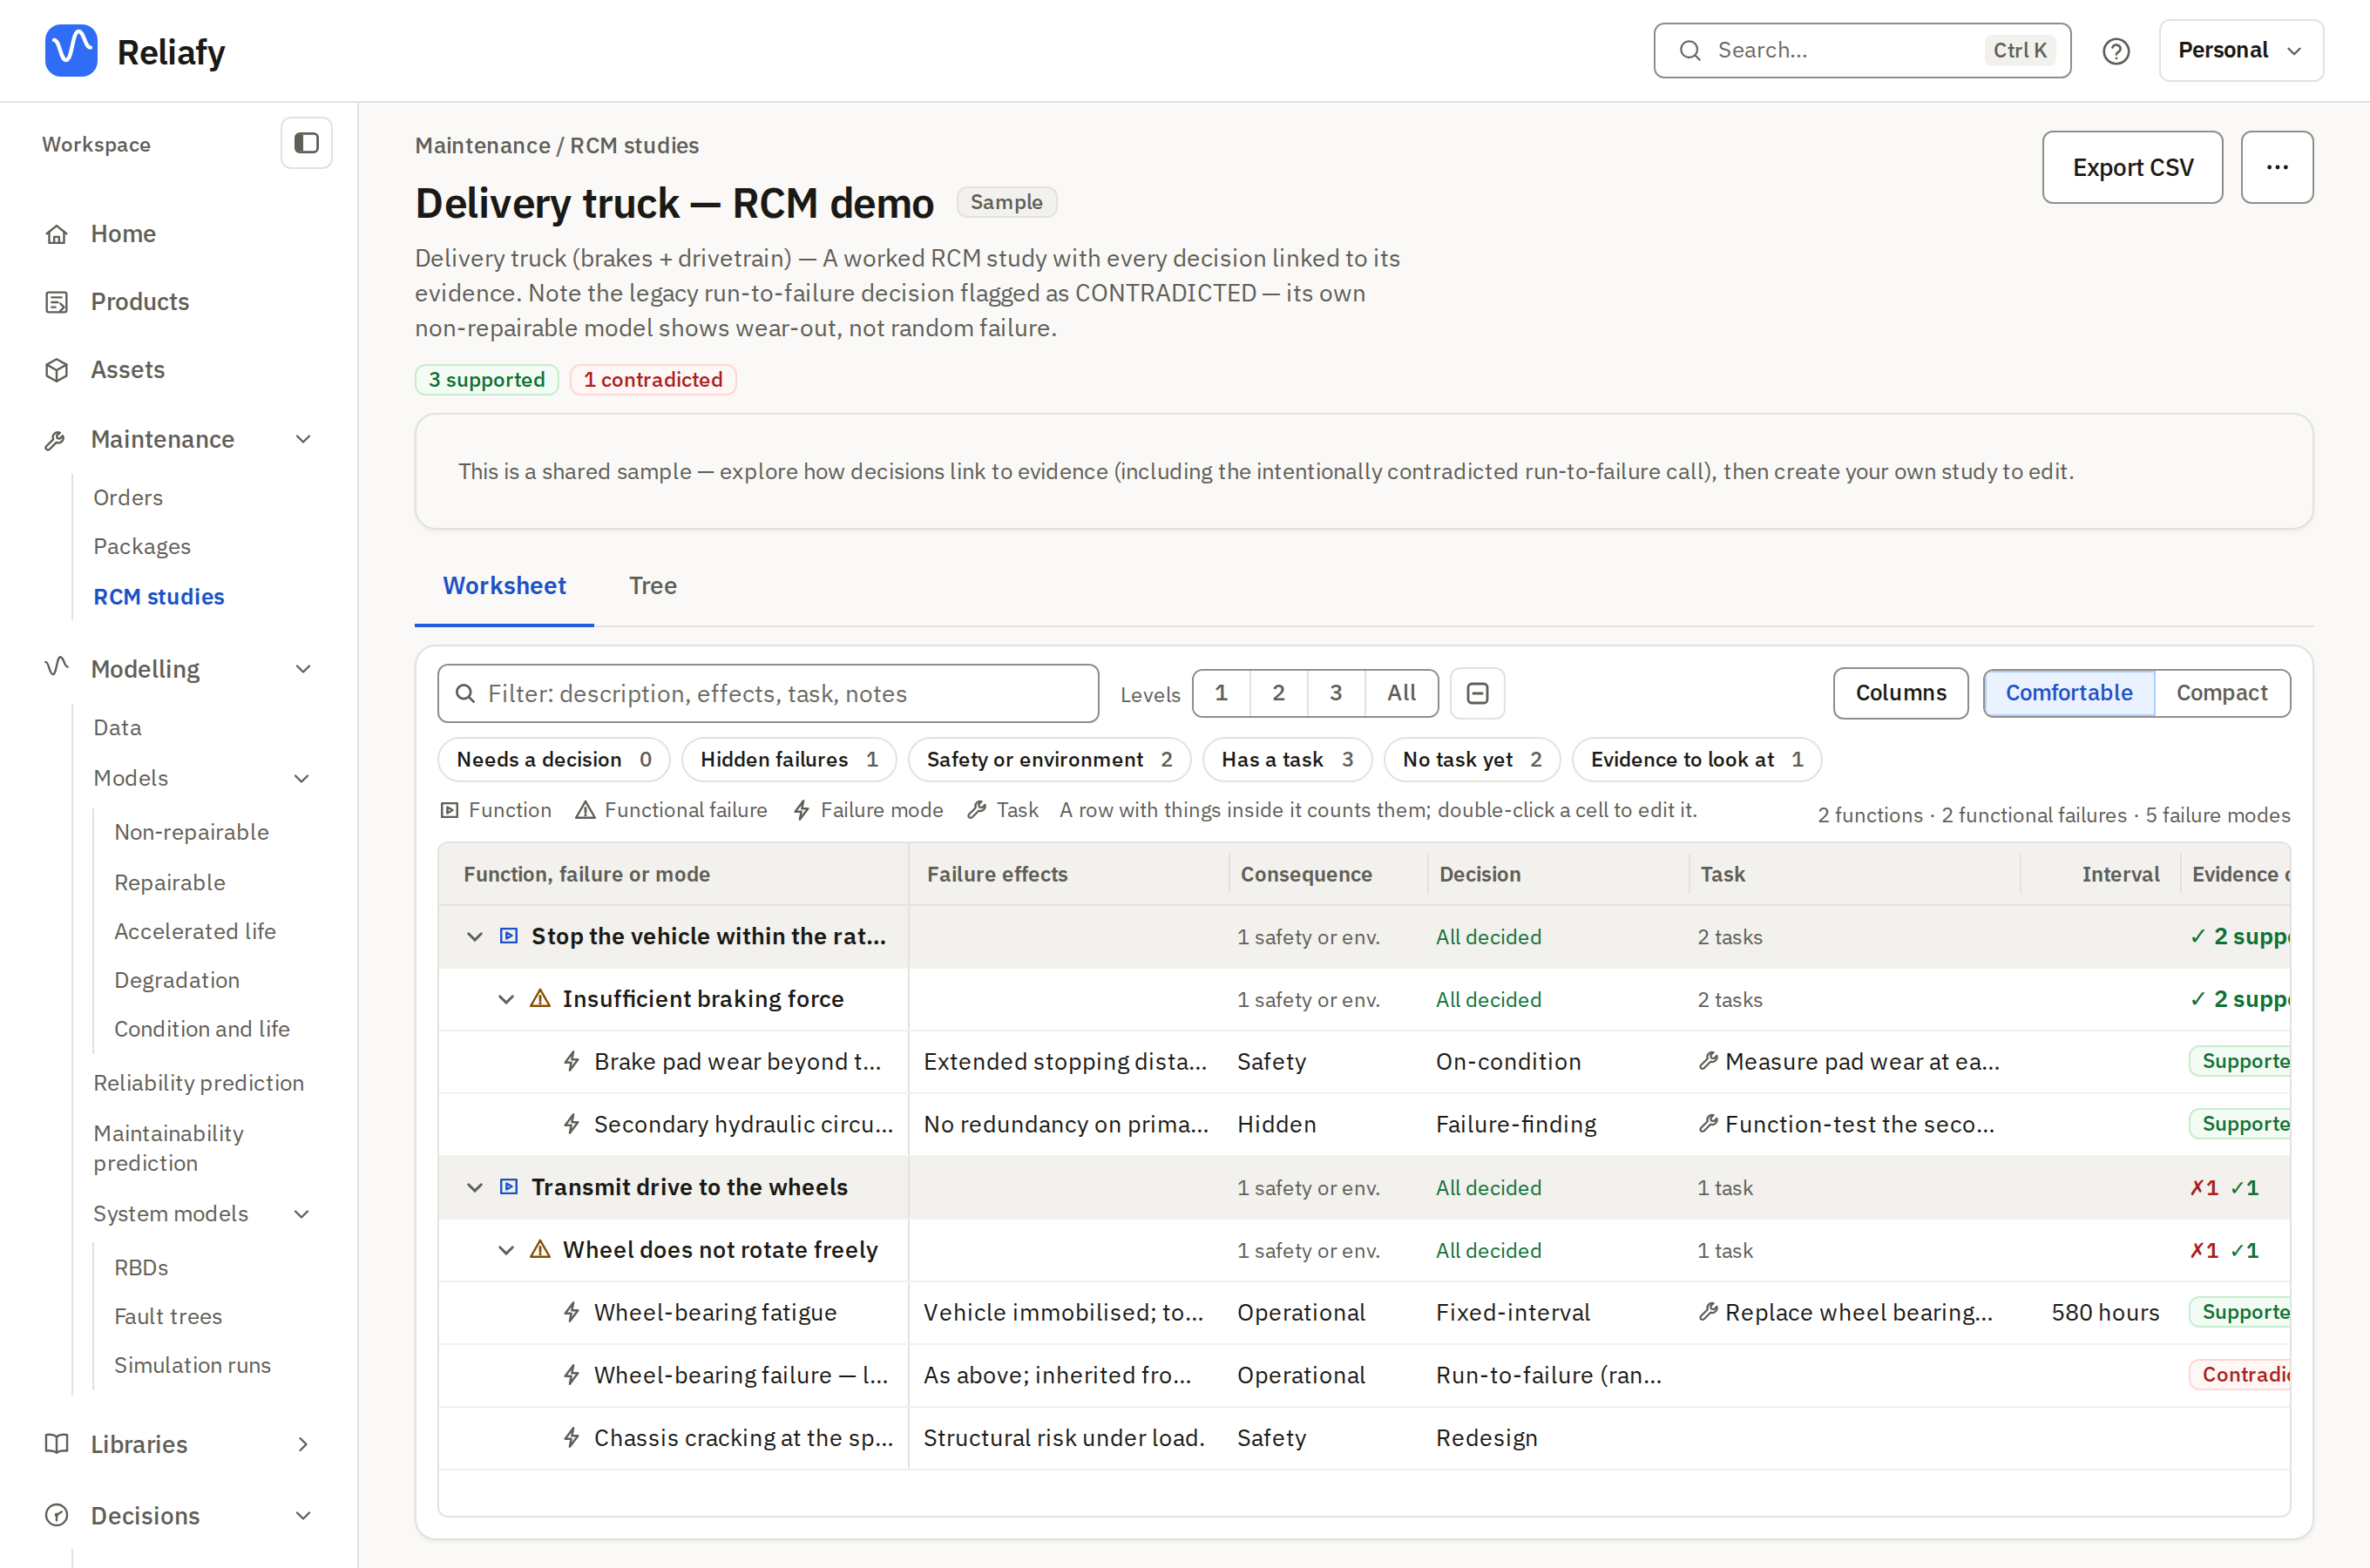 Reliafy
Search...
Ctrl K
Personal
Workspace
Home
Products
Assets
Maintenance
Orders
Packages
RCM studies
Modelling
Data
Models
Non-repairable
Repairable
Accelerated life
Degradation
Condition and life
Reliability prediction
Maintainability
prediction
System models
RBDs
Fault trees
Simulation runs
Libraries
Decisions
Maintenance / RCM studies
Delivery truck — RCM demo
Sample
Export CSV
...
Delivery truck (brakes + drivetrain) — A worked RCM study with every decision linked to its
evidence. Note the legacy run-to-failure decision flagged as CONTRADICTED — its own
non-repairable model shows wear-out, not random failure.
3 supported
1 contradicted
This is a shared sample — explore how decisions link to evidence (including the intentionally contradicted run-to-failure call), then create your own study to edit.
Worksheet
Tree
Filter: description, effects, task, notes
Levels
1 2 3 All
Columns
Comfortable
Compact
Needs a decision 0
Hidden failures 1
Safety or environment 2
Has a task 3
No task yet 2
Evidence to look at 1
Function
Functional failure
Failure mode
Task
A row with things inside it counts them; double-click a cell to edit it.
2 functions · 2 functional failures · 5 failure modes
Function, failure or mode Failure effects Consequence Decision Task Interval Evidence
Stop the vehicle within the rat... 1 safety or env. All decided 2 tasks ✓ 2 suppo
Insufficient braking force 1 safety or env. All decided 2 tasks ✓ 2 suppo
Brake pad wear beyond t... Extended stopping dista... Safety On-condition Measure pad wear at ea... Supporte
Secondary hydraulic circu... No redundancy on prima... Hidden Failure-finding Function-test the seco... Supporte
Transmit drive to the wheels 1 safety or env. All decided 1 task ✗1 ✓1
Wheel does not rotate freely 1 safety or env. All decided 1 task ✗1 ✓1
Wheel-bearing fatigue Vehicle immobilised; to... Operational Fixed-interval Replace wheel bearing... 580 hours Supporte
Wheel-bearing failure — l... As above; inherited fro... Operational Run-to-failure (ran... Contradic
Chassis cracking at the sp... Structural risk under load. Safety Redesign